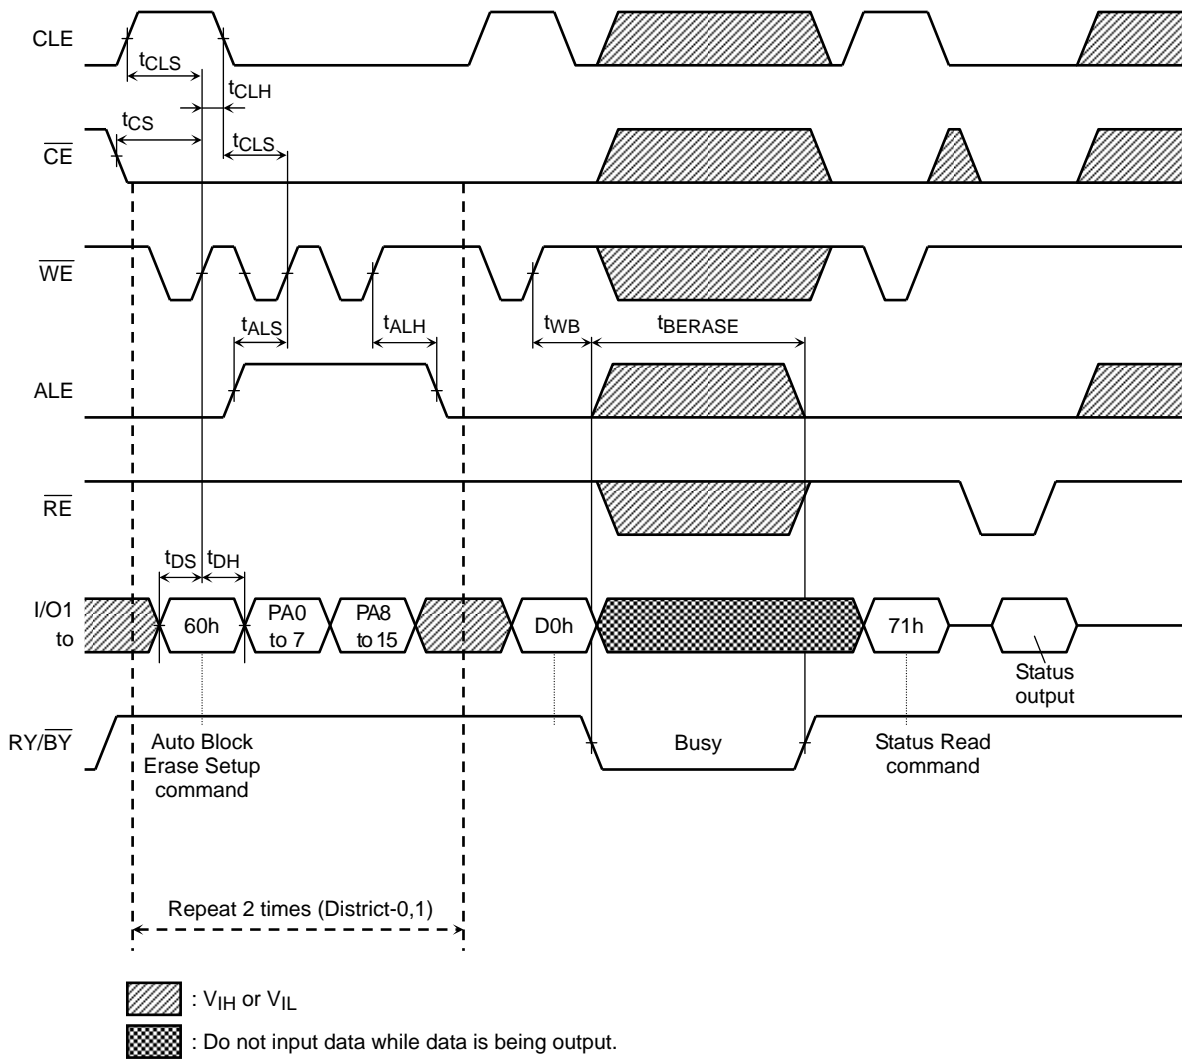 CLE
tCLS
tCLH
tCS
tCLS
CE
WE
tALS
tALH
tWB
tBERASE
ALE
RE
tDS
tDH
I/O1
to
60h
PA0
to 7
PA8
to 15
D0h
71h
Status
output
RY/BY
Auto Block
Erase Setup
command
Busy
Status Read
command
Repeat 2 times (District-0,1)
: VIH or VIL
: Do not input data while data is being output.